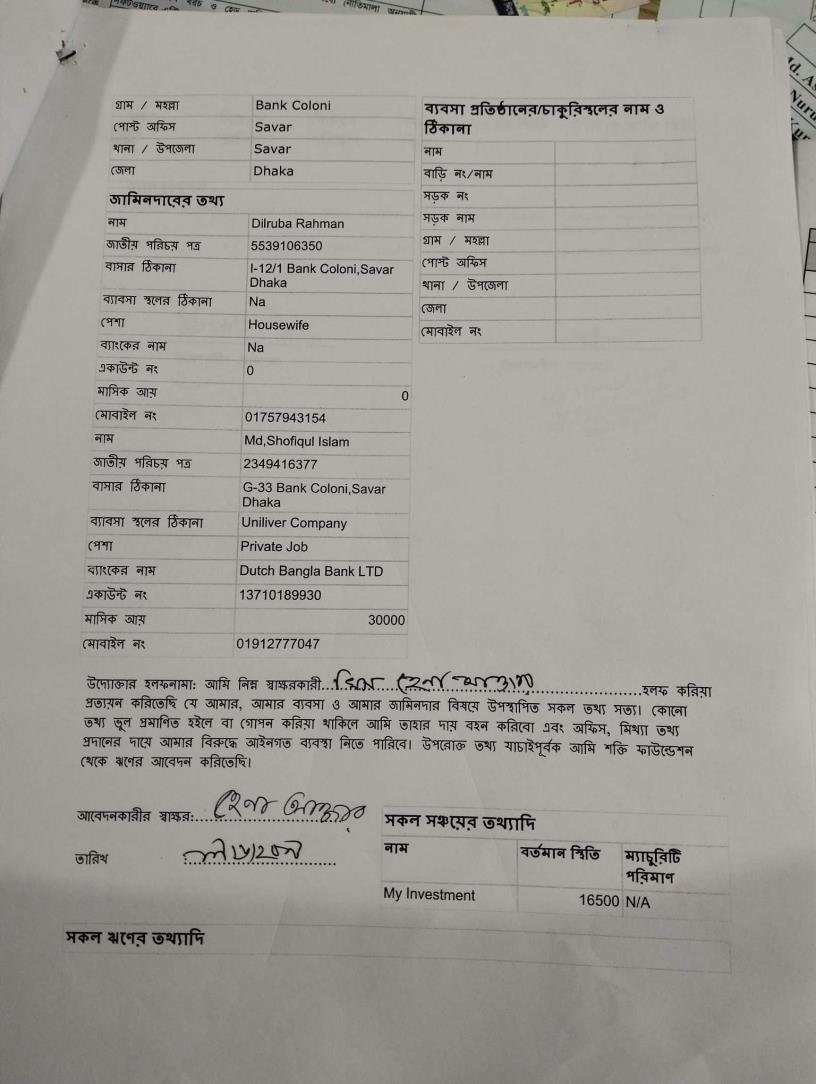 গ্রাম / মহল্লা Bank Coloni
পোস্ট অফিস Savar
থানা / উপজেলা Savar
জেলা Dhaka
জামিনদারের তথ্য
নাম Dilruba Rahman
জাতীয় পরিচয় পত্র 5539106350
বাসার ঠিকানা I-12/1 Bank Coloni,Savar
Dhaka
ব্যাবসা স্থলের ঠিকানা Na
পেশা Housewife
ব্যাংকের নাম Na
একাউন্ট নং 0
মাসিক আয় 0
মোবাইল নং 01757943154
নাম Md,Shofiqul Islam
জাতীয় পরিচয় পত্র 2349416377
বাসার ঠিকানা G-33 Bank Coloni,Savar
Dhaka
ব্যাবসা স্থলের ঠিকানা Uniliver Company
পেশা Private Job
ব্যাংকের নাম Dutch Bangla Bank LTD
একাউন্ট নং 13710189930
মাসিক আয় 30000
মোবাইল নং 01912777047
ব্যবসা প্রতিষ্ঠানের/চাকুরিস্থলের নাম ও
ঠিকানা
নাম
বাড়ি নং/নাম
সড়ক নং
সড়ক নাম
গ্রাম / মহল্লা
পোস্ট অফিস
থানা / উপজেলা
জেলা
মোবাইল নং
উদ্যোক্তার হলফনামা: আমি নিম্ন স্বাক্ষরকারী... হেনা ...হলফ করিয়া
প্রত্যয়ন করিতেছি যে আমার, আমার ব্যবসা ও আমার জামিনদার বিষয়ে উপস্থাপিত সকল তথ্য সত্য। কোনো
তথ্য ভুল প্রমাণিত হইলে বা গোপন করিয়া থাকিলে আমি তাহার দায় বহন করিবো এবং অফিস, মিথ্যা তথ্য
প্রদানের দায়ে আমার বিরুদ্ধে আইনগত ব্যবস্থা নিতে পারিবে। উপরোক্ত তথ্য যাচাইপূর্বক আমি শক্তি ফাউন্ডেশন
থেকে ঋণের আবেদন করিতেছি।
আবেদনকারীর স্বাক্ষর:... হেনা আক্তার
তারিখ
সকল সঞ্চয়ের তথ্যাদি
নাম বর্তমান স্থিতি ম্যাচুরিটি
পরিমাণ
My Investment 16500 N/A
সকল ঋণের তথ্যাদি